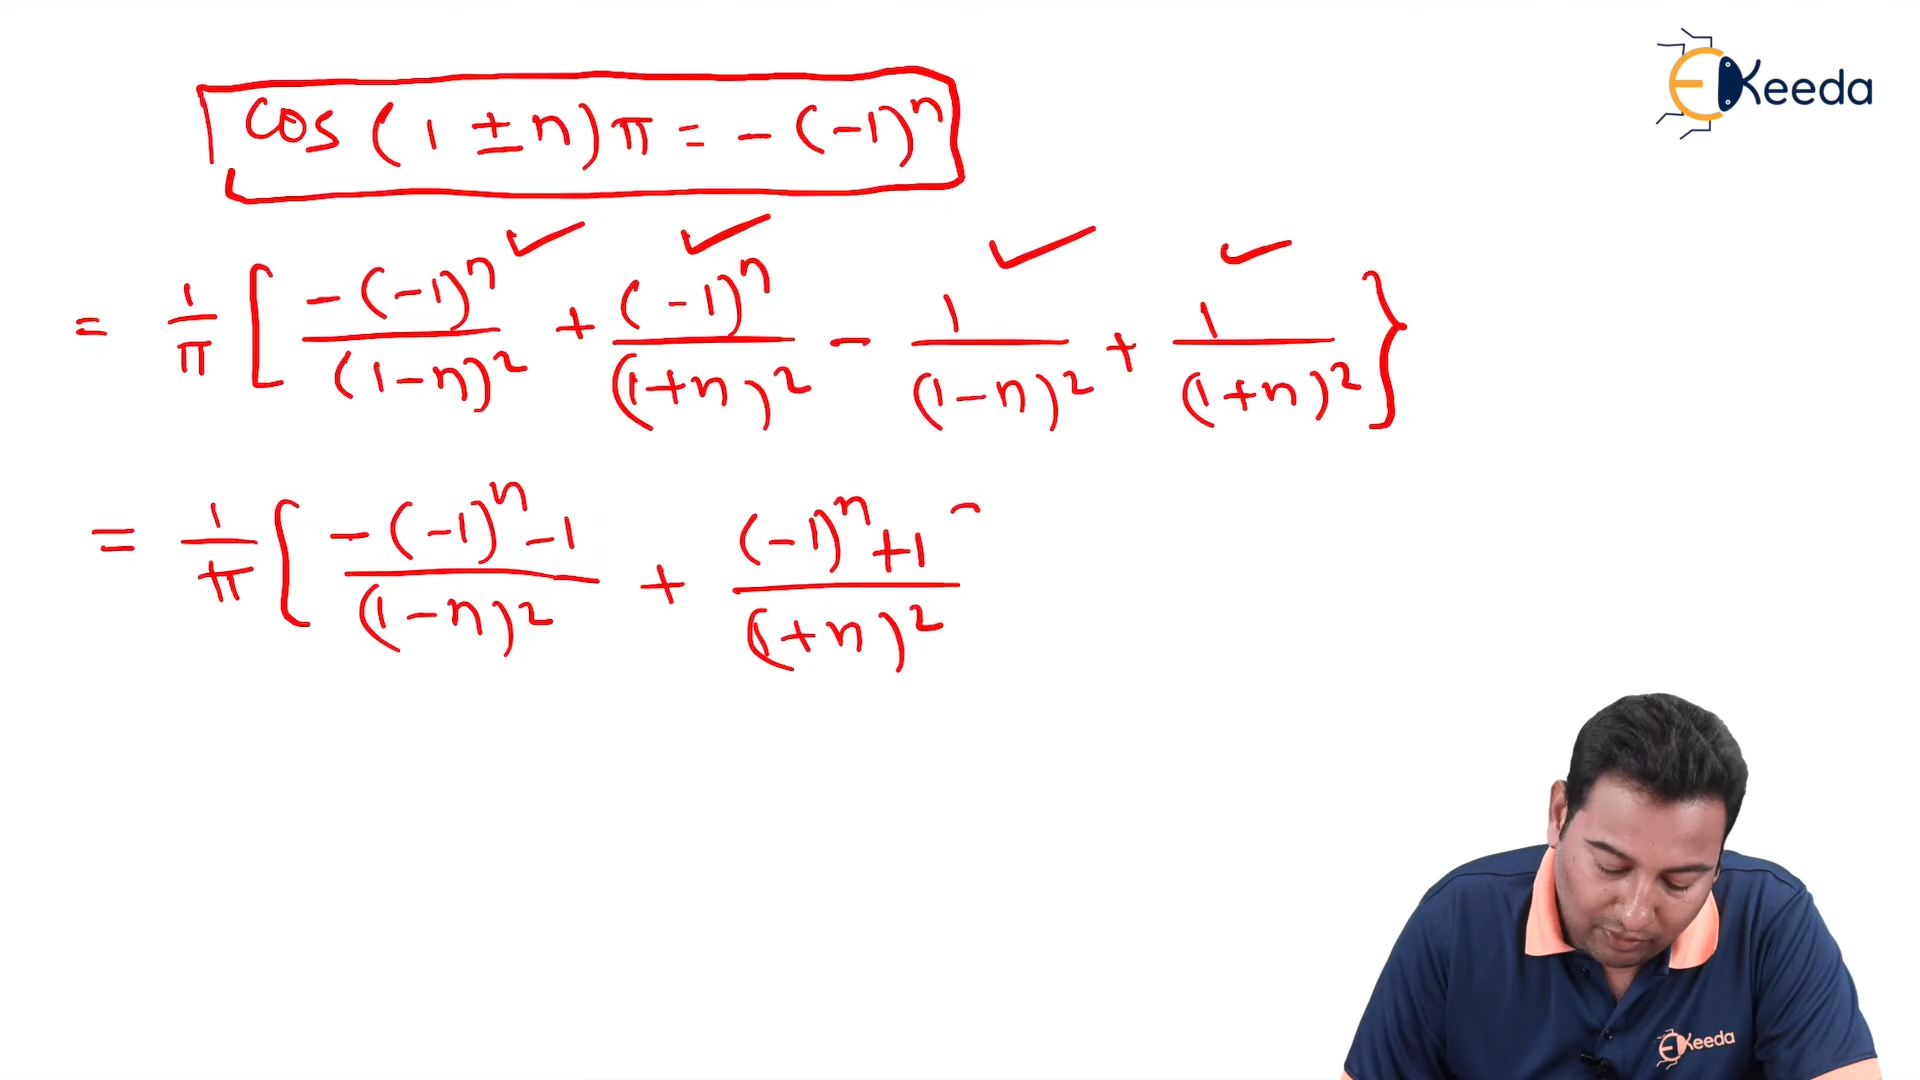 EKeeda
cos (1 ± n) π = - (-1)^n
= 1/π [ -(-1)^n/(1-n)^2 + (-1)^n/(1+n)^2 - 1/(1-n)^2 + 1/(1+n)^2 }
= 1/π { -(-1)^n-1/(1-n)^2 + (-1)^n+1/(1+n)^2
EKeeda